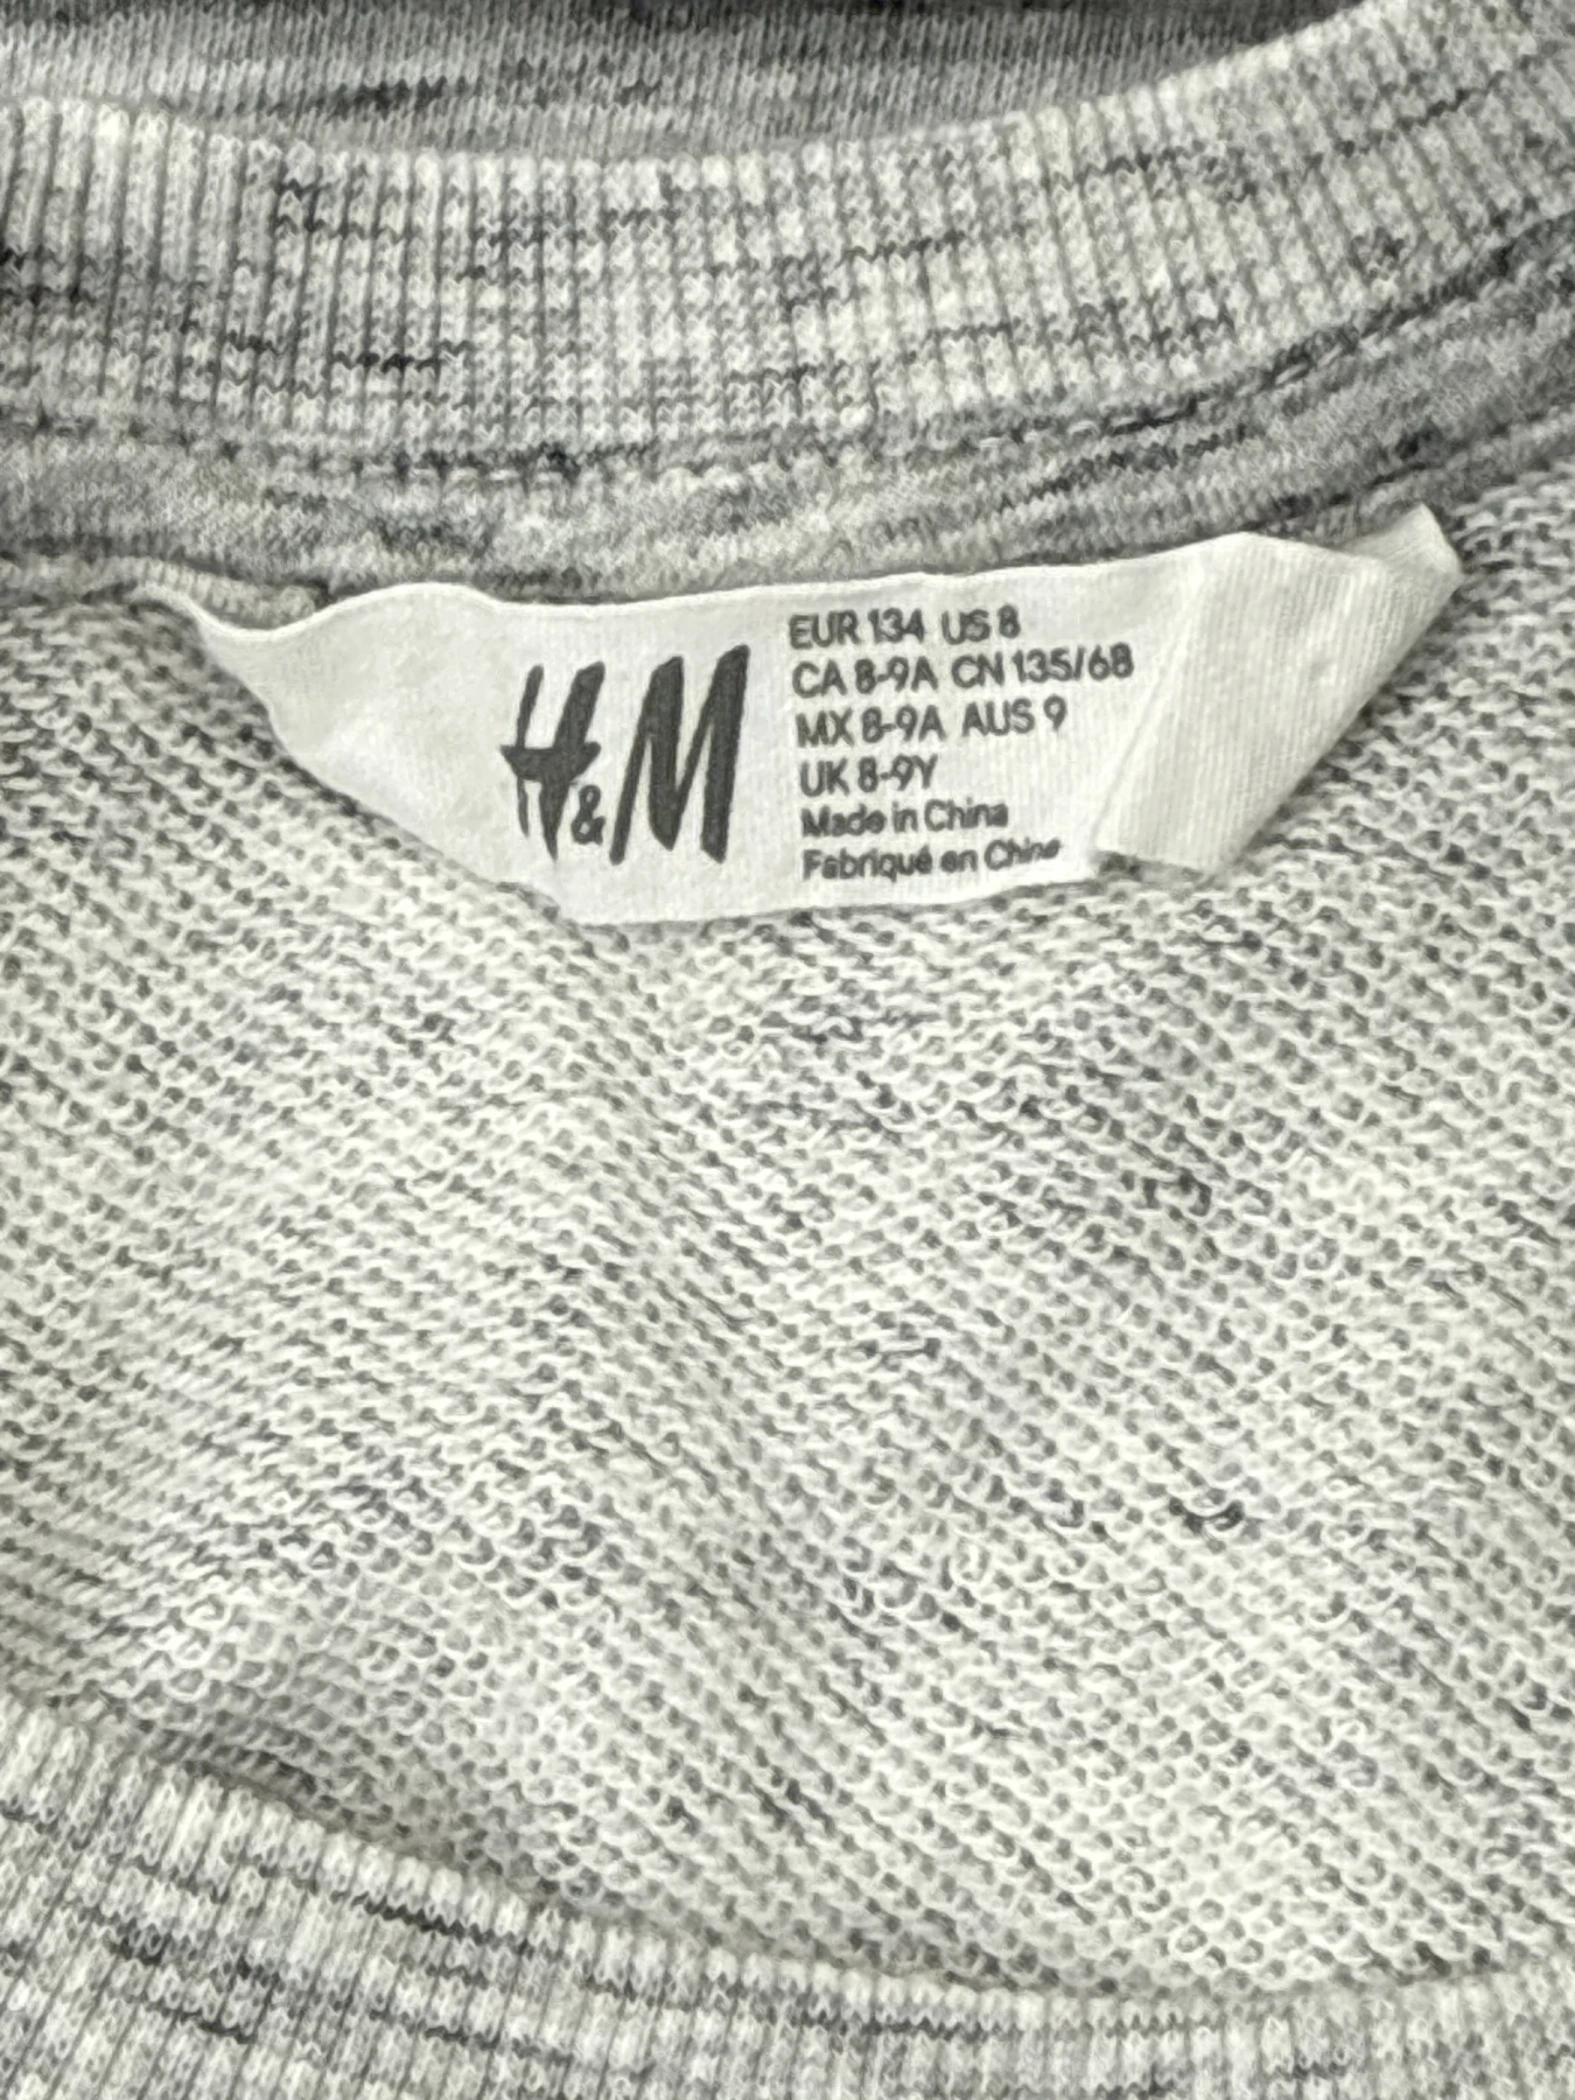 H&M
EUR 134 US 8
CA 8-9A CN 135/68
MX 8-9A AUS 9
UK 8-9Y
Made in China
Fabriqué en Chine